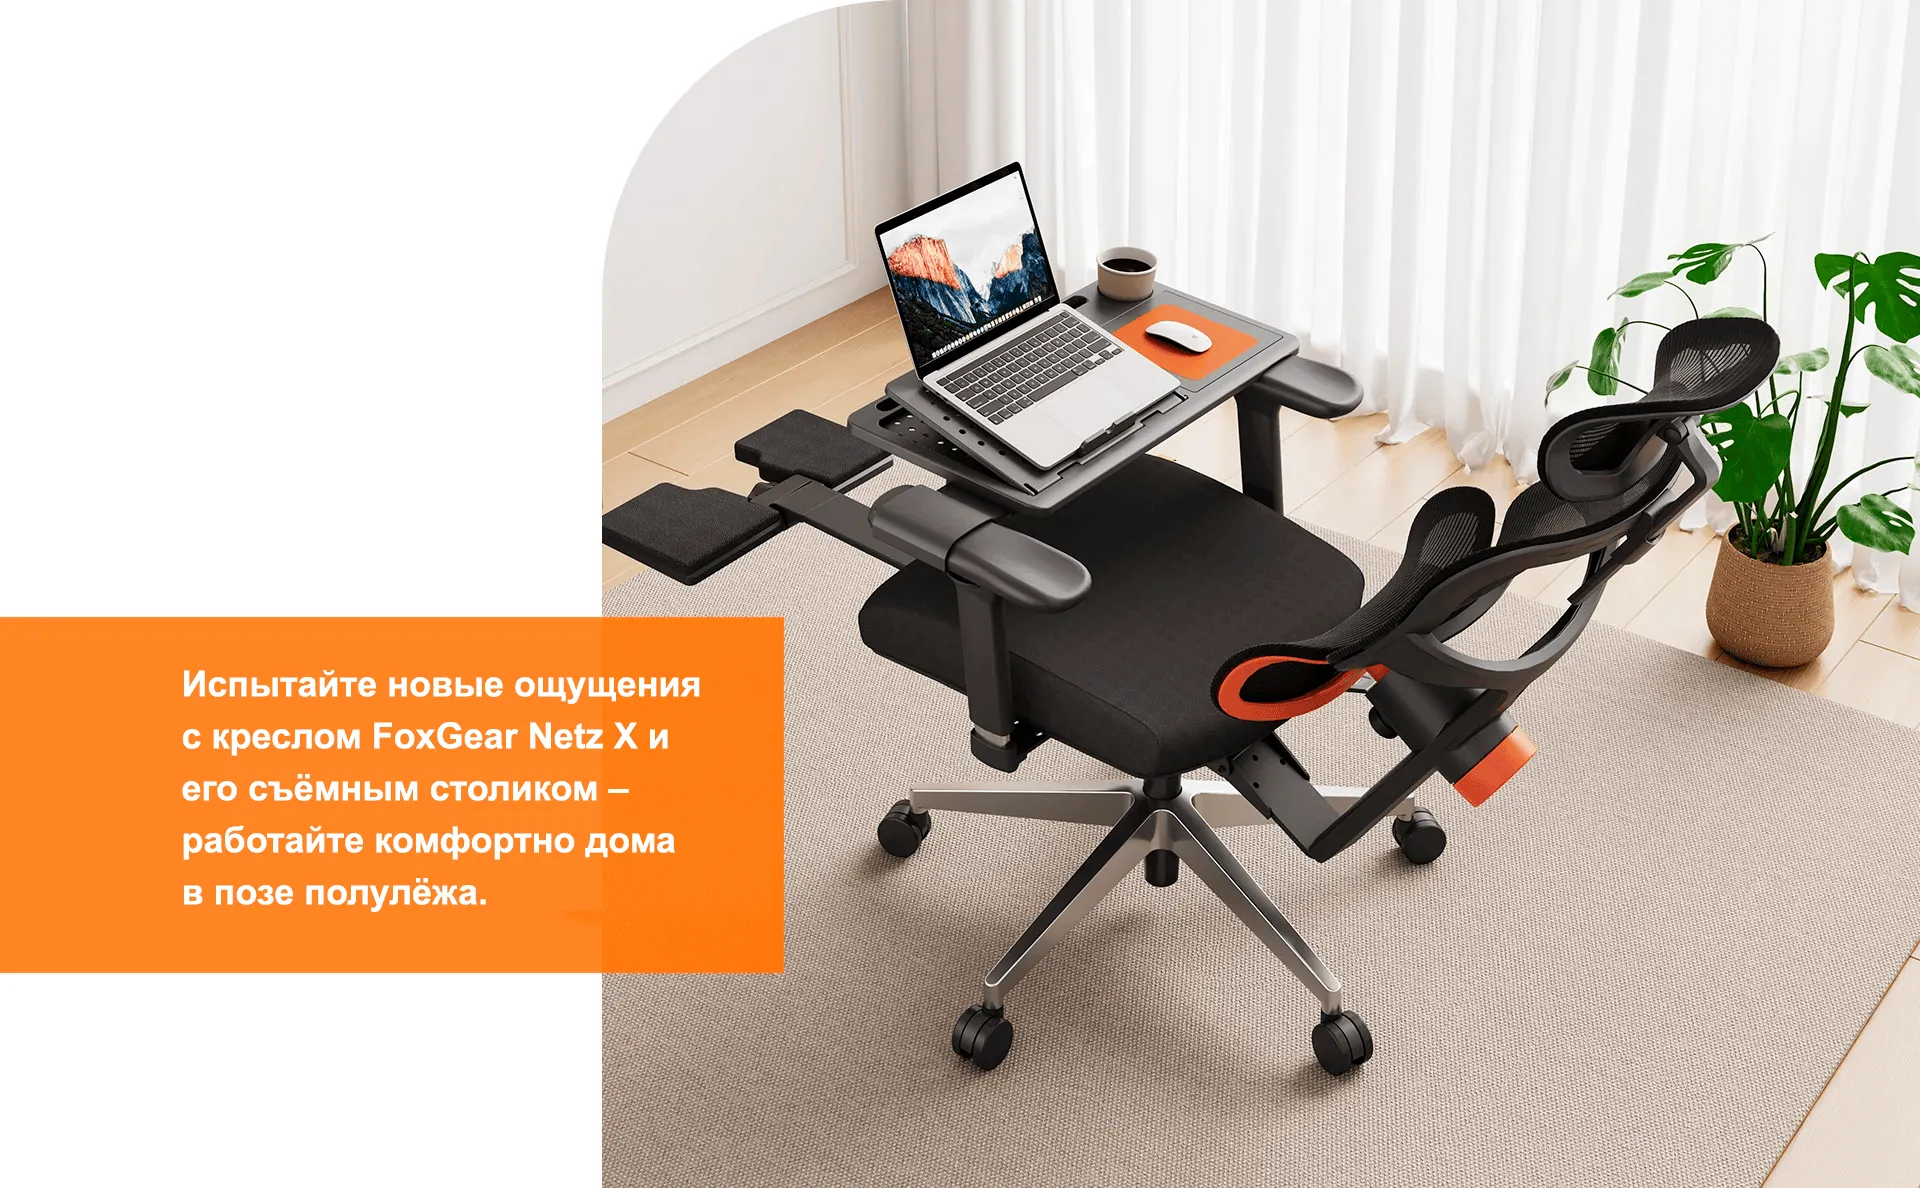 Испытайте новые ощущения
с креслом FoxGear Netz X и
его съёмным столиком –
работайте комфортно дома
в позе полулёжа.